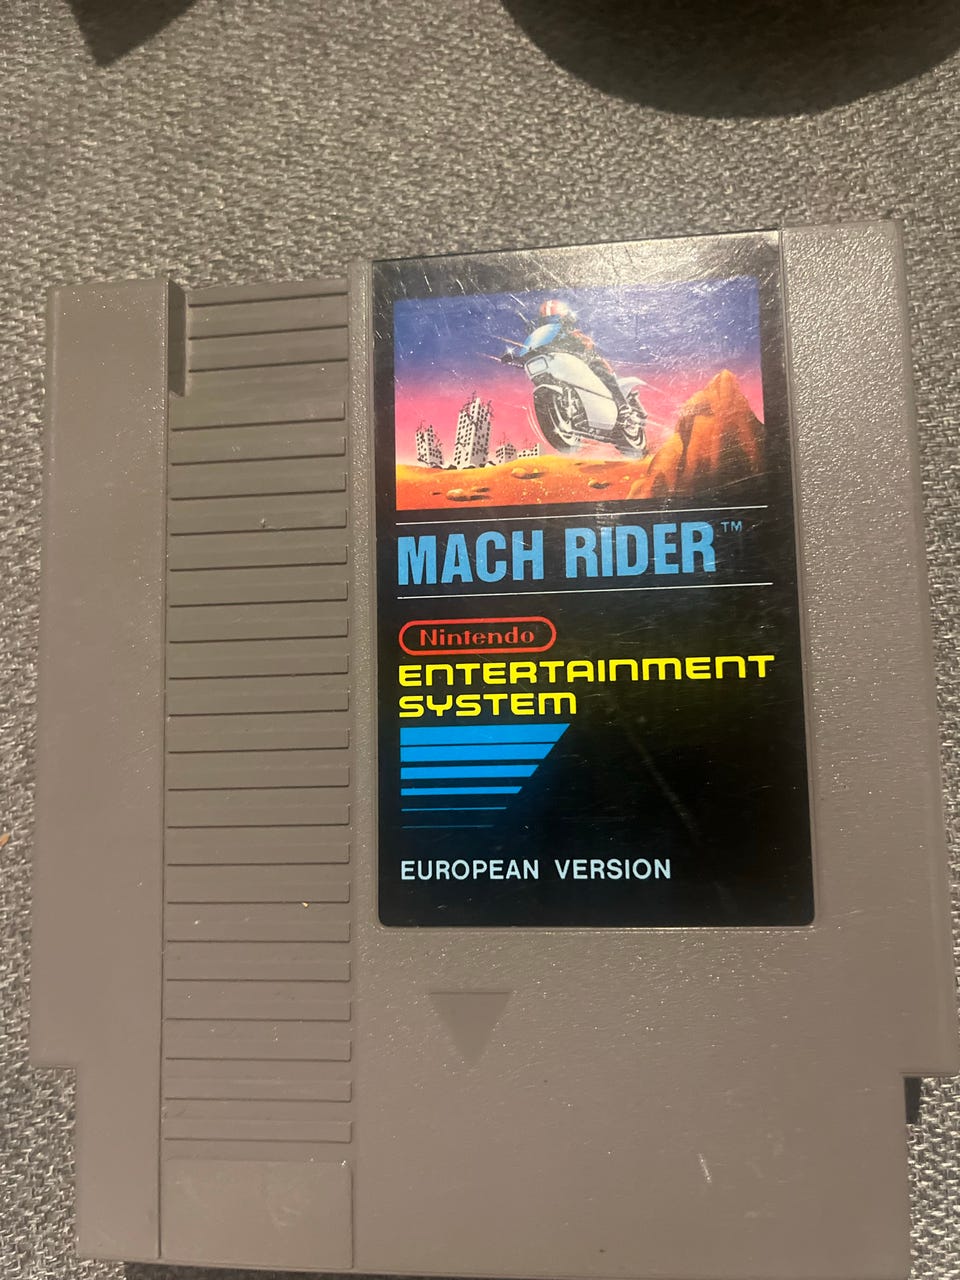 MACH RIDER™
Nintendo
ENTERTAINMENT
SYSTEM
EUROPEAN VERSION